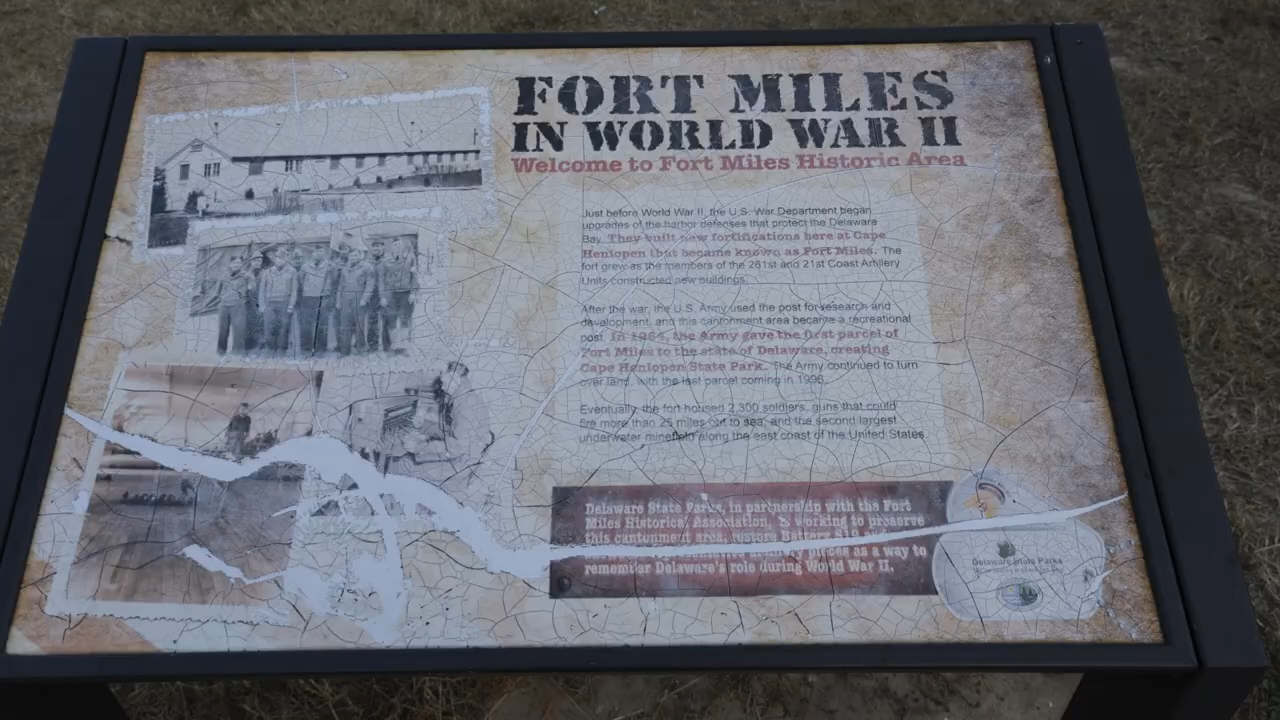 FORT MILES
IN WORLD WAR II
Welcome to Fort Miles Historic Area
Just before World War II, the U.S. War Department began
upgrades of the harbor defenses that protect the Delaware
Bay. They built new fortifications here at Cape
Henlopen that became known as Fort Miles. The
fort grew as the members of the 261st and 21st Coast Artillery
Units constructed new buildings.
After the war, the U.S. Army used the post for research and
development, and this cantonment area became a recreational
post. In 1964, the Army gave the first parcel of
Fort Miles to the state of Delaware, creating
Cape Henlopen State Park. The Army continued to turn
over land, with the last parcel coming in 1996.
Eventually, the fort housed 2,300 soldiers, guns that could
fire more than 25 miles out to sea, and the second largest
underwater minefield along the east coast of the United States.
Delaware State Parks, in partnership with the Fort
Miles Historical Association, is working to preserve
this cantonment area, restore Battery 519
pieces as a way to
remember Delaware's role during World War II.
Delaware State Parks